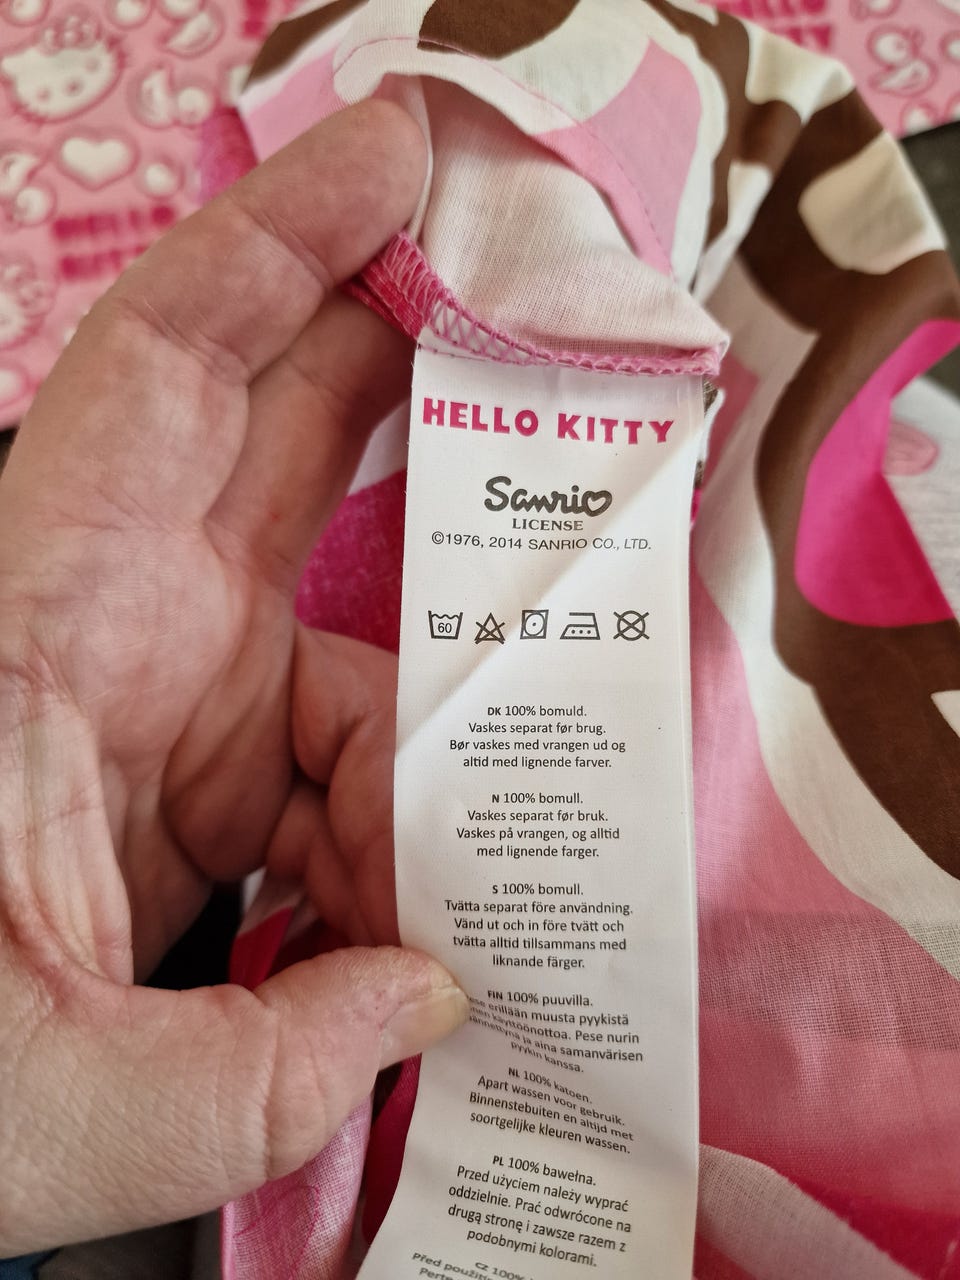 HELLO KITTY
Sanrio
LICENSE
©1976, 2014 SANRIO CO., LTD.
60
DK 100% bomuld.
Vaskes separat før brug.
Bør vaskes med vrangen ud og
altid med lignende farver.
N 100% bomull.
Vaskes separat før bruk.
Vaskes på vrangen, og alltid
med lignende farger.
S 100% bomull.
Tvätta separat före användning.
Vänd ut och in före tvätt och
tvätta alltid tillsammans med
liknande färger.
FIN 100% puuvilla.
erillään muusta pyykistä
käyttöönottoa. Pese nurin
ja aina samanvärisen
pyykin kanssa.
NL 100% katoen.
Apart wassen voor gebruik.
Binnenstebuiten en altijd met
soortgelijke kleuren wassen.
PL 100% bawełna.
Przed użyciem należy wyprać
oddzielnie. Prać odwrócone na
drugą stronę i zawsze razem z
podobnymi kolorami.
CZ 100%
Před